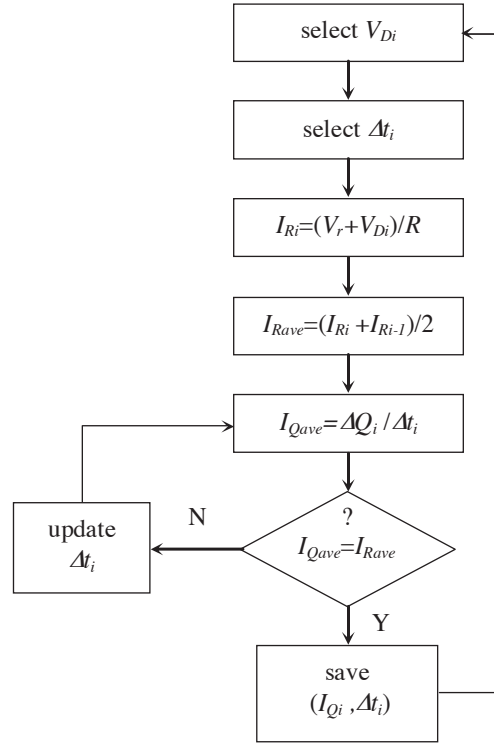 select V_Di
select Δt_i
I_Ri=(V_r+V_Di)/R
I_Rave=(I_Ri +I_Ri-1)/2
I_Qave=ΔQ_i /Δt_i
N
?
I_Qave=I_Rave
update
Δt_i
Y
save
(I_Qi ,Δt_i)